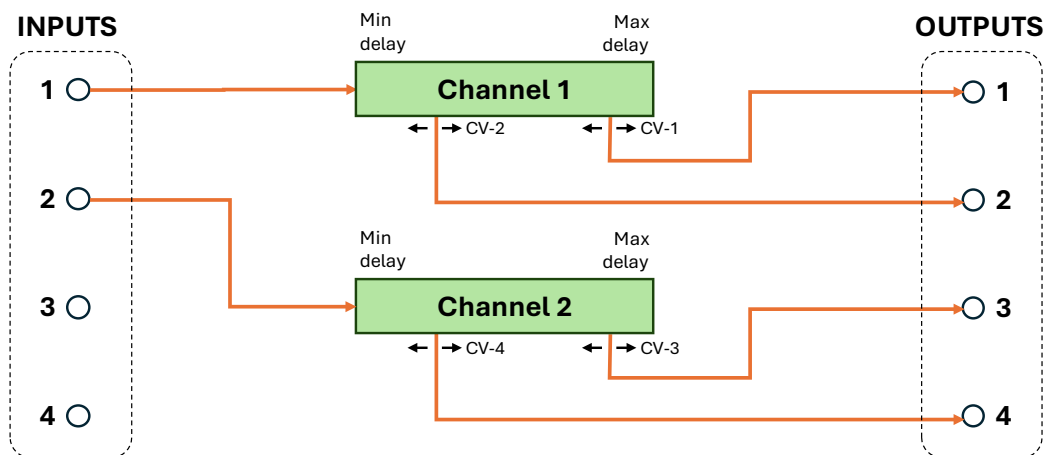 INPUTS
OUTPUTS
Min
delay
Max
delay
1
Channel 1
1
CV-2
CV-1
2
2
Min
delay
Max
delay
3
Channel 2
3
CV-4
CV-3
4
4